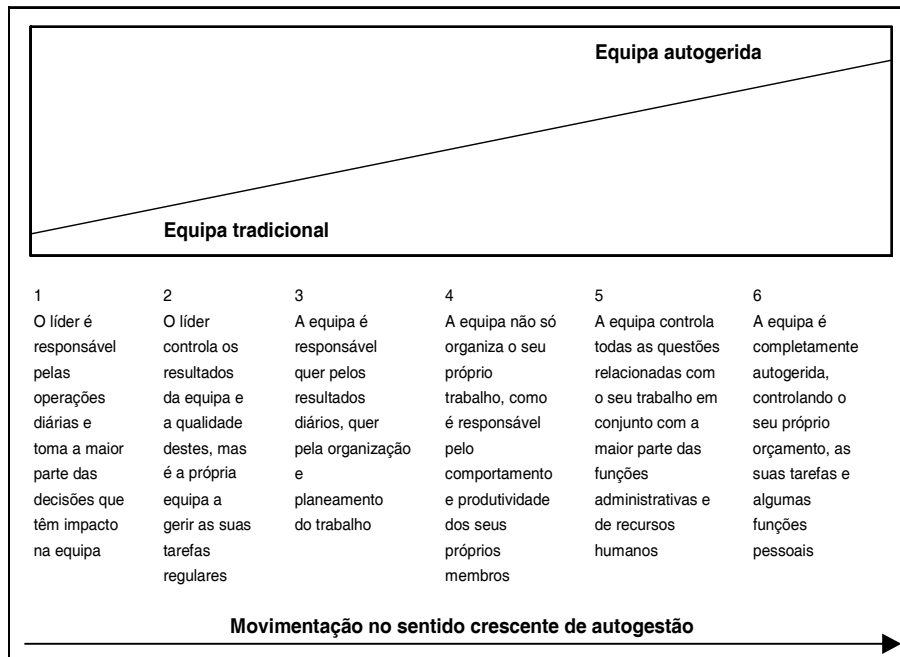 Equipa autogerida
Equipa tradicional
1
O líder é
responsável
pelas
operações
diárias e
toma a maior
parte das
decisões que
têm impacto
na equipa
2
O líder
controla os
resultados
da equipa e
a qualidade
destes, mas
é a própria
equipa a
gerir as suas
tarefas
regulares
3
A equipa é
responsável
quer pelos
resultados
diários, quer
pela organização
e
planeamento
do trabalho
4
A equipa não só
organiza o seu
próprio
trabalho, como
é responsável
pelo
comportamento
e produtividade
dos seus
próprios
membros
5
A equipa controla
todas as questões
relacionadas com
o seu trabalho em
conjunto com a
maior parte das
funções
administrativas e
de recursos
humanos
6
A equipa é
completamente
autogerida,
controlando o
seu próprio
orçamento, as
suas tarefas e
algumas
funções
pessoais
Movimentação no sentido crescente de autogestão